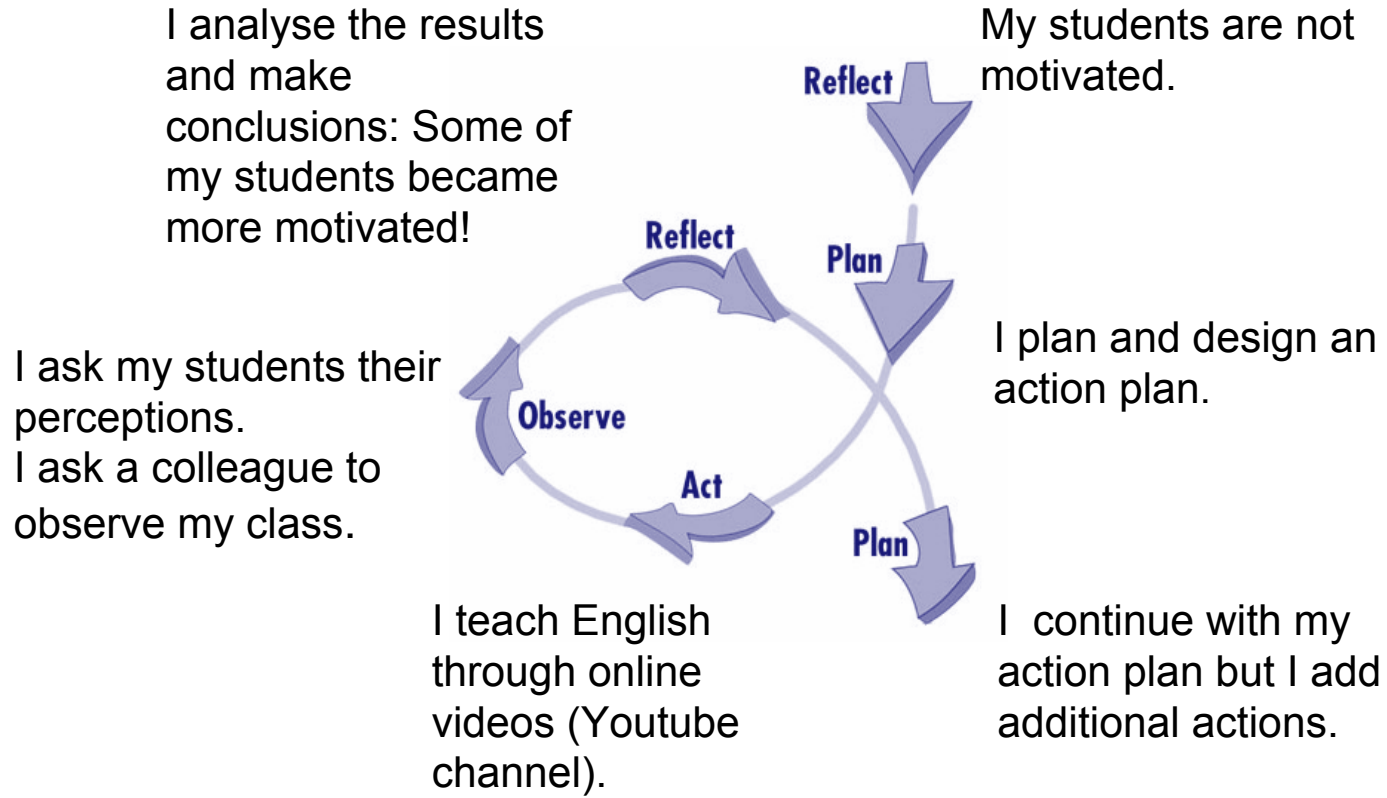 My students are not
motivated.
Reflect
Plan
I plan and design an
action plan.
Act
I teach English
through online
videos (Youtube
channel).
Observe
I ask my students their
perceptions.
I ask a colleague to
observe my class.
Reflect
I analyse the results
and make
conclusions: Some of
my students became
more motivated!
Plan
I  continue with my
action plan but I add
additional actions.